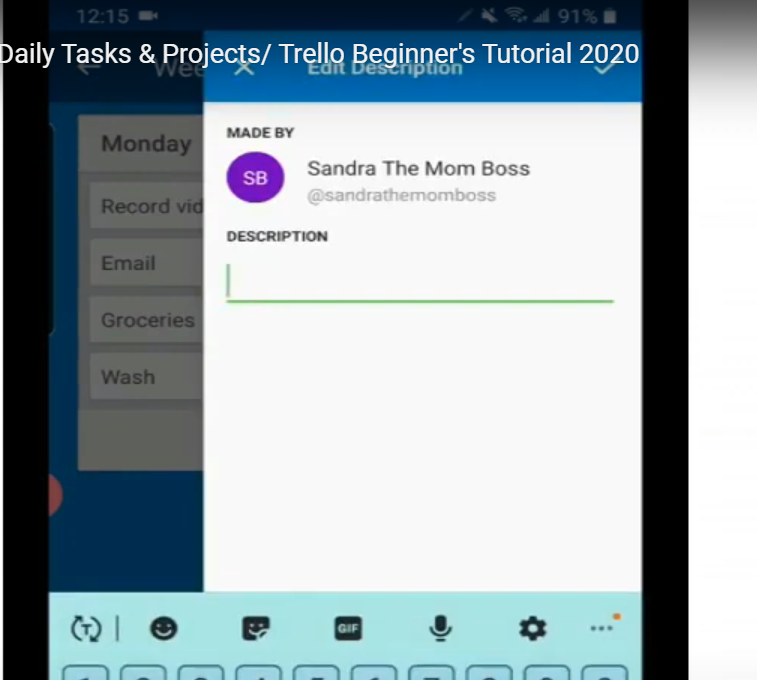 12:15 91%
Daily Tasks & Projects/ Trello Beginner's Tutorial 2020
Wee
Edit Description
Monday
Record vid
Email
Groceries
Wash
MADE BY
SB
Sandra The Mom Boss
@sandrathemomboss
DESCRIPTION
T
GIF